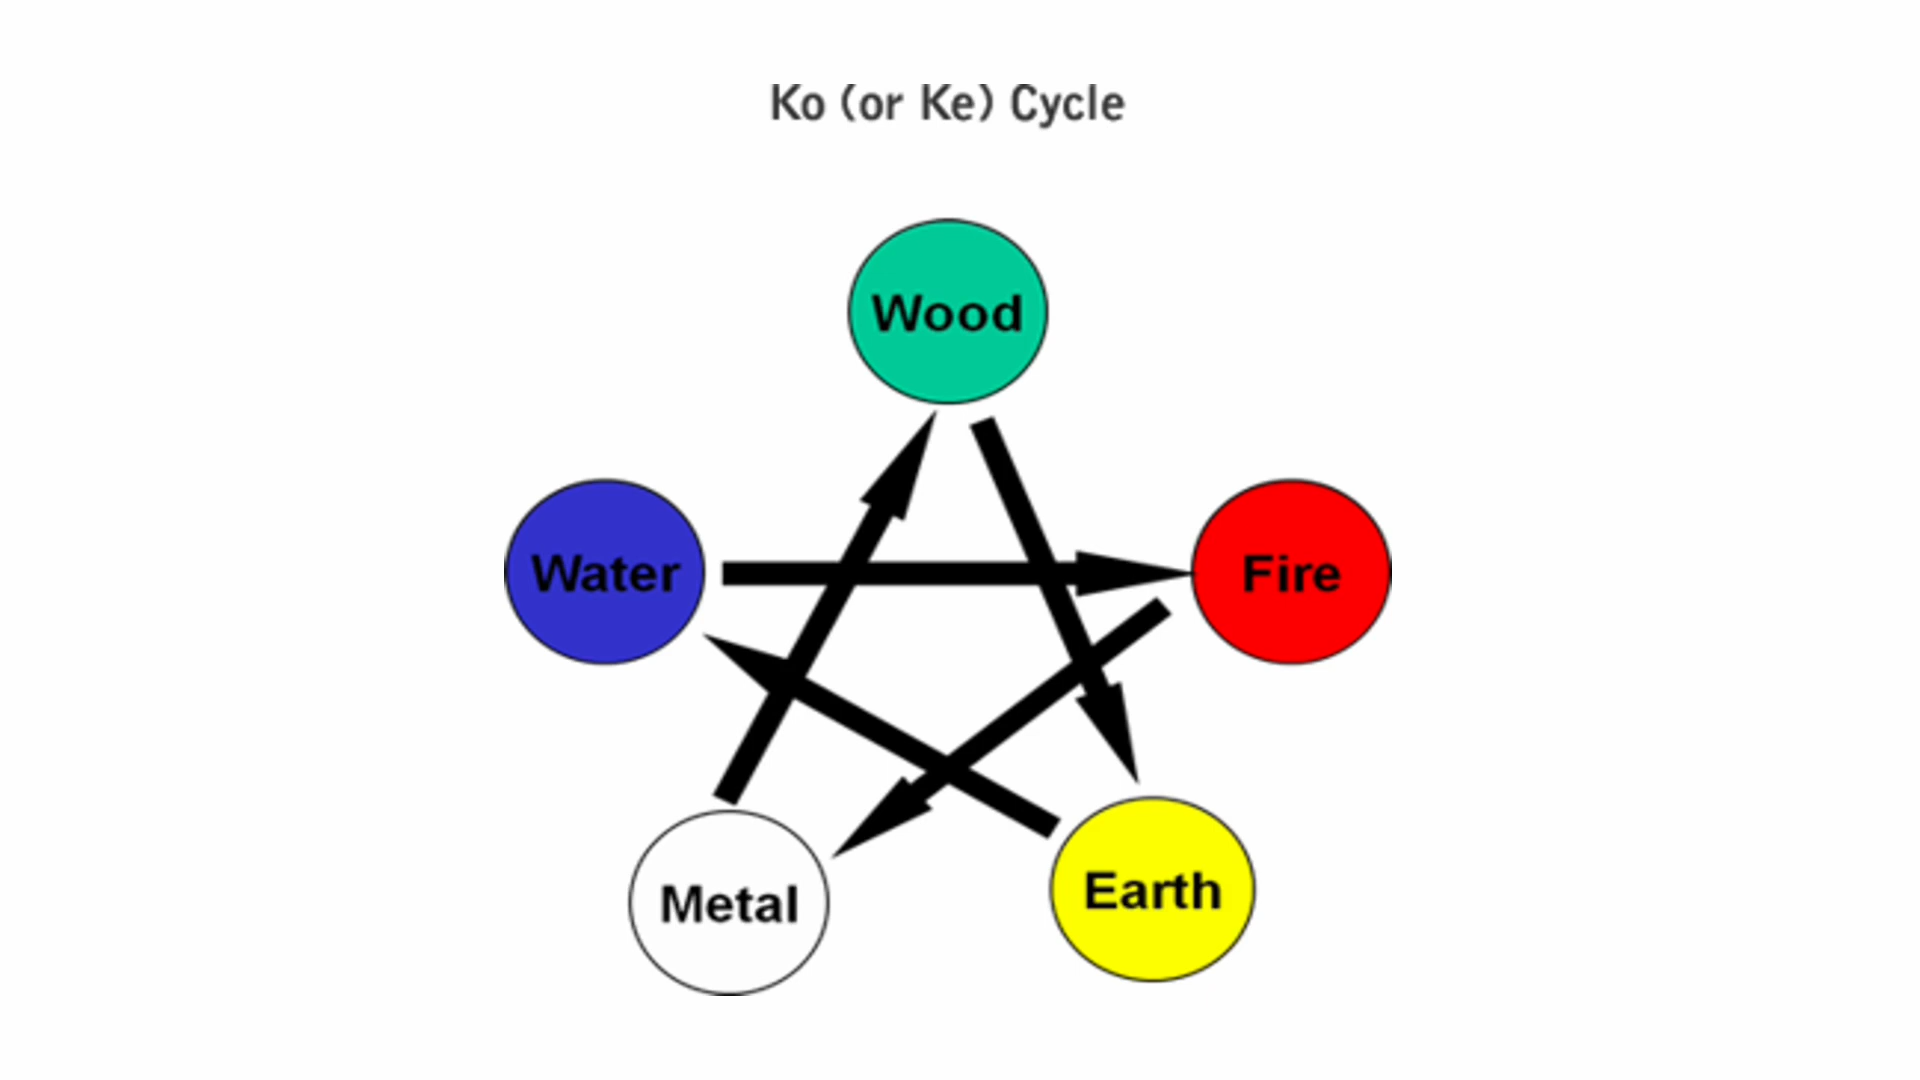 Ko (or Ke) Cycle
Wood
Water
Fire
Metal
Earth